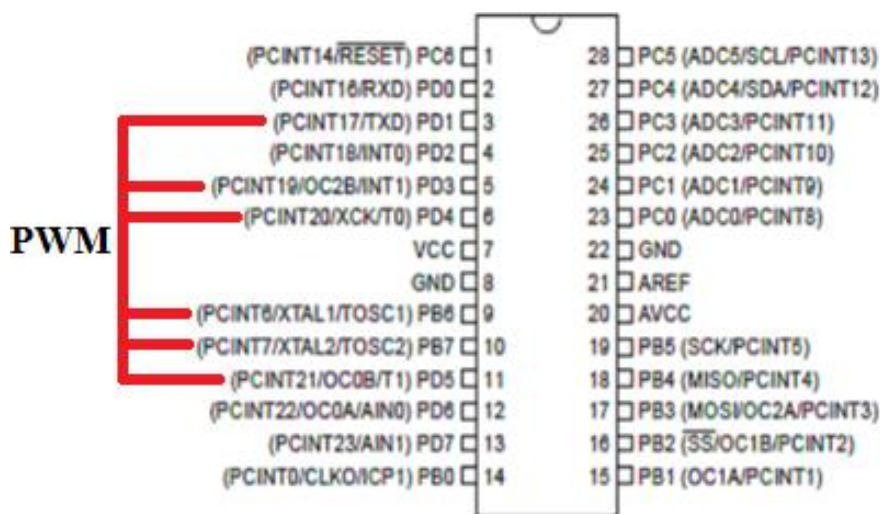 (PCINT14/RESET) PC6 1 28 PC5 (ADC5/SCL/PCINT13)
(PCINT16/RXD) PD0 2 27 PC4 (ADC4/SDA/PCINT12)
(PCINT17/TXD) PD1 3 26 PC3 (ADC3/PCINT11)
(PCINT18/INT0) PD2 4 25 PC2 (ADC2/PCINT10)
(PCINT19/OC2B/INT1) PD3 5 24 PC1 (ADC1/PCINT9)
(PCINT20/XCK/T0) PD4 6 23 PC0 (ADC0/PCINT8)
PWM
VCC 7 22 GND
GND 8 21 AREF
(PCINT6/XTAL1/TOSC1) PB6 9 20 AVCC
(PCINT7/XTAL2/TOSC2) PB7 10 19 PB5 (SCK/PCINT5)
(PCINT21/OC0B/T1) PD5 11 18 PB4 (MISO/PCINT4)
(PCINT22/OC0A/AIN0) PD6 12 17 PB3 (MOSI/OC2A/PCINT3)
(PCINT23/AIN1) PD7 13 16 PB2 (SS/OC1B/PCINT2)
(PCINT0/CLKO/ICP1) PB0 14 15 PB1 (OC1A/PCINT1)